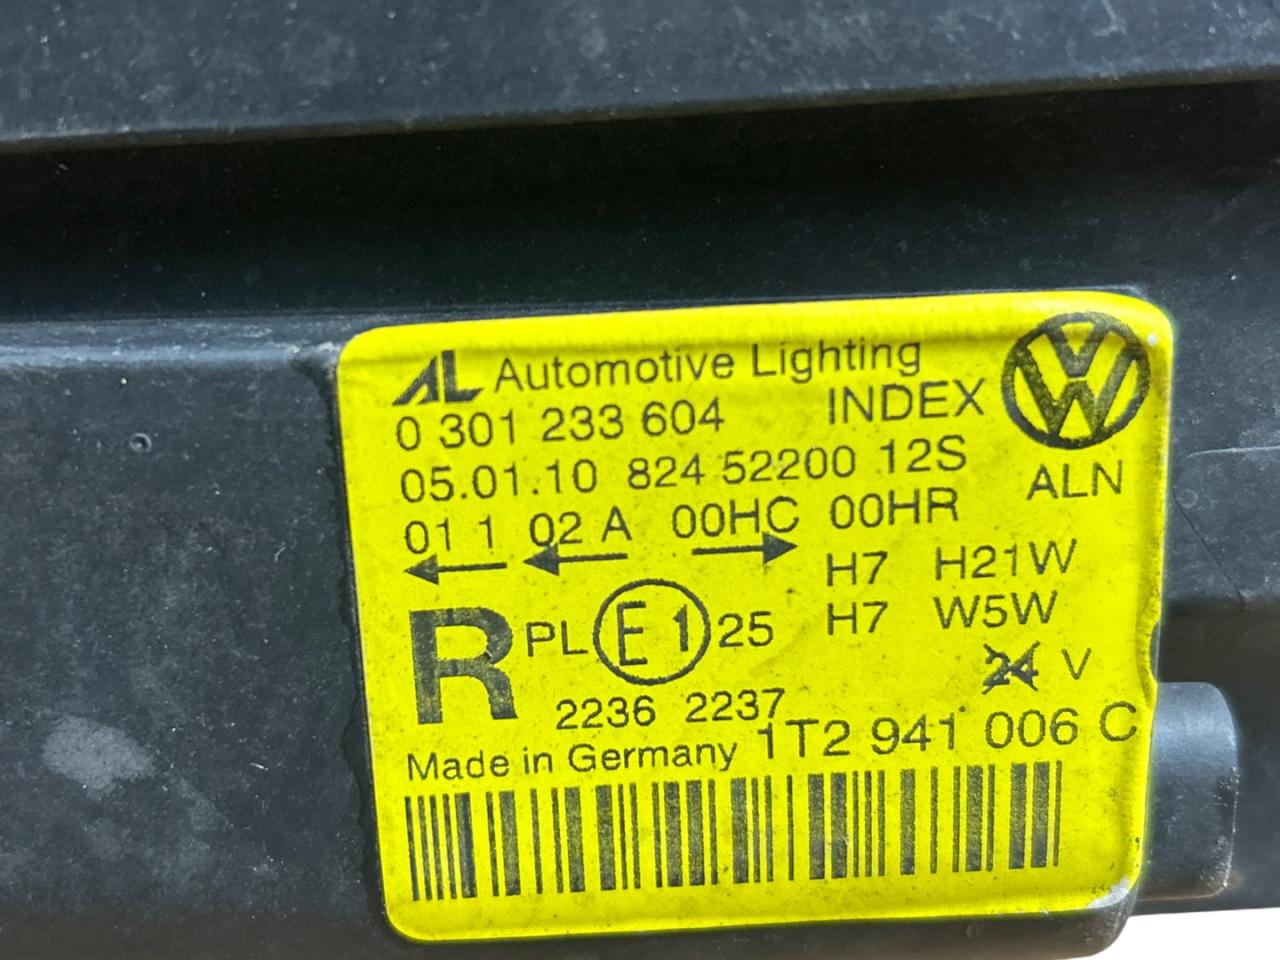 AL Automotive Lighting
0 301 233 604 INDEX
05.01.10 824 52200 12S
ALN
01 1 02 A 00HC 00HR
H7 H21W
R PL E1 25 H7 W5W
24 V
2236 2237
Made in Germany 1T2 941 006 C